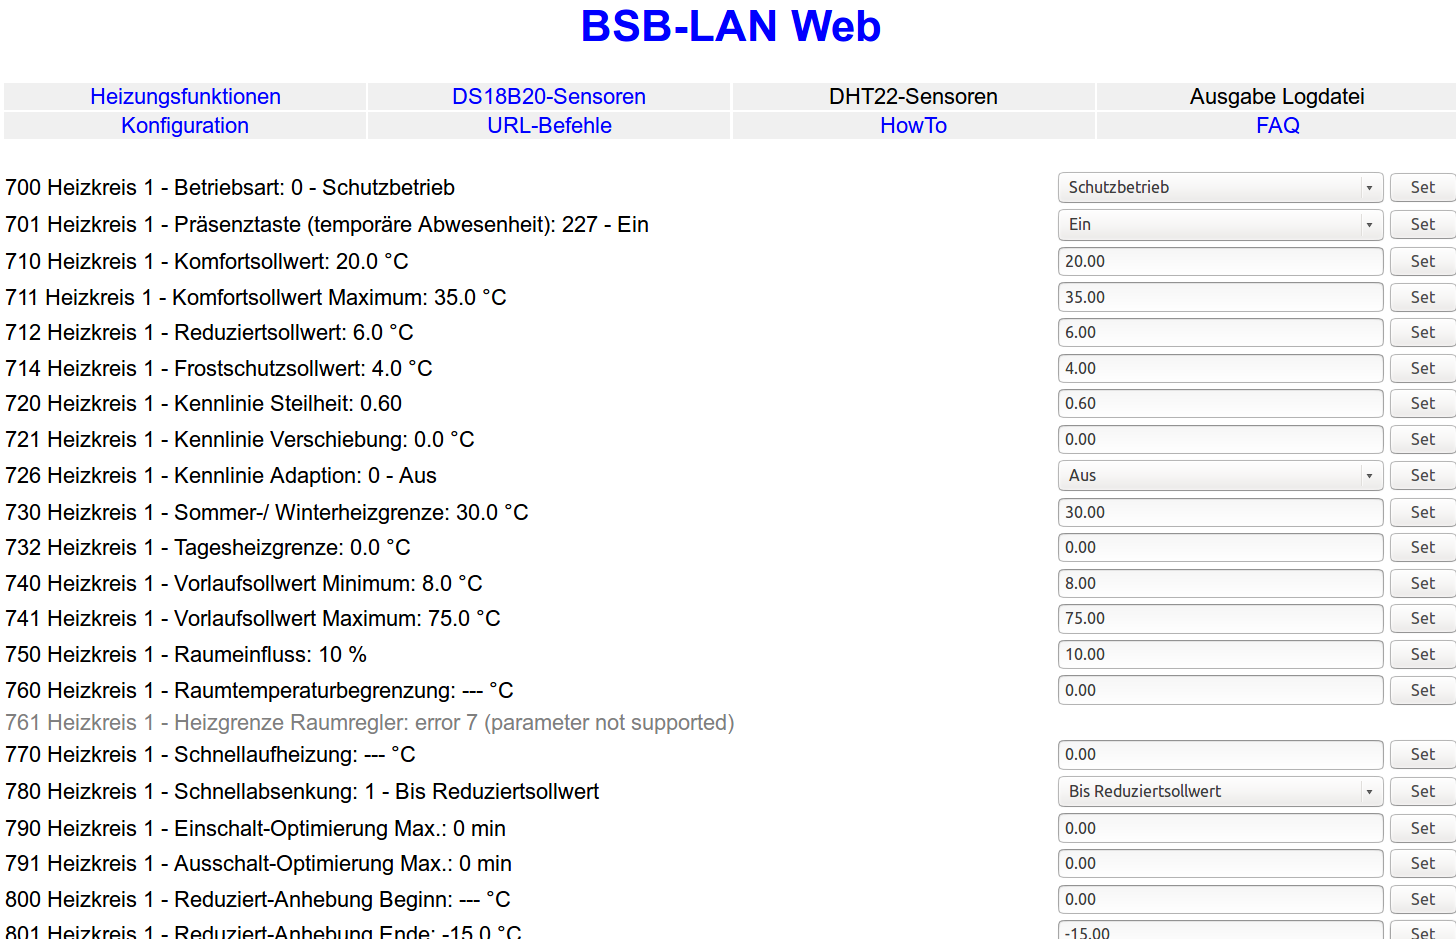 BSB-LAN Web
Heizungsfunktionen DS18B20-Sensoren DHT22-Sensoren Ausgabe Logdatei
Konfiguration URL-Befehle HowTo FAQ
700 Heizkreis 1 - Betriebsart: 0 - Schutzbetrieb Schutzbetrieb Set
701 Heizkreis 1 - Präsenztaste (temporäre Abwesenheit): 227 - Ein Ein Set
710 Heizkreis 1 - Komfortsollwert: 20.0 °C 20.00 Set
711 Heizkreis 1 - Komfortsollwert Maximum: 35.0 °C 35.00 Set
712 Heizkreis 1 - Reduziertsollwert: 6.0 °C 6.00 Set
714 Heizkreis 1 - Frostschutzsollwert: 4.0 °C 4.00 Set
720 Heizkreis 1 - Kennlinie Steilheit: 0.60 0.60 Set
721 Heizkreis 1 - Kennlinie Verschiebung: 0.0 °C 0.00 Set
726 Heizkreis 1 - Kennlinie Adaption: 0 - Aus Aus Set
730 Heizkreis 1 - Sommer-/ Winterheizgrenze: 30.0 °C 30.00 Set
732 Heizkreis 1 - Tagesheizgrenze: 0.0 °C 0.00 Set
740 Heizkreis 1 - Vorlaufsollwert Minimum: 8.0 °C 8.00 Set
741 Heizkreis 1 - Vorlaufsollwert Maximum: 75.0 °C 75.00 Set
750 Heizkreis 1 - Raumeinfluss: 10 % 10.00 Set
760 Heizkreis 1 - Raumtemperaturbegrenzung: --- °C 0.00 Set
761 Heizkreis 1 - Heizgrenze Raumregler: error 7 (parameter not supported)
770 Heizkreis 1 - Schnellaufheizung: --- °C 0.00 Set
780 Heizkreis 1 - Schnellabsenkung: 1 - Bis Reduziertsollwert Bis Reduziertsollwert Set
790 Heizkreis 1 - Einschalt-Optimierung Max.: 0 min 0.00 Set
791 Heizkreis 1 - Ausschalt-Optimierung Max.: 0 min 0.00 Set
800 Heizkreis 1 - Reduziert-Anhebung Beginn: --- °C 0.00 Set
801 Heizkreis 1 - Reduziert-Anhebung Ende: -15.0 °C -15.00 Set